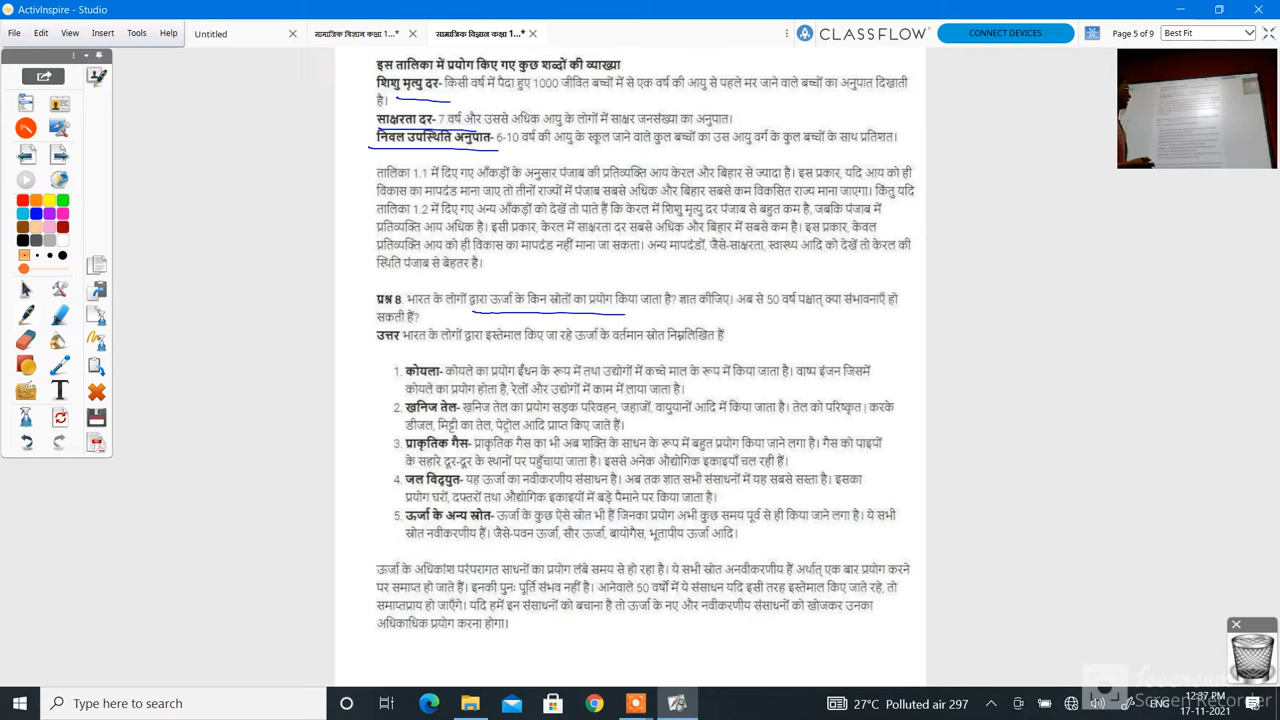 ActivInspire - Studio
File Edit View Insert Tools Help
Untitled
सामाजिक विज्ञान कक्षा 1...*
सामाजिक विज्ञान कक्षा 1...*
CLASSFLOW
CONNECT DEVICES
Page 5 of 9
Best Fit
इस तालिका में प्रयोग किए गए कुछ शब्दों की व्याख्या
शिशु मृत्यु दर- किसी वर्ष में पैदा हुए 1000 जीवित बच्चों में से एक वर्ष की आयु से पहले मर जाने वाले बच्चों का अनुपात दिखाती
है।
साक्षरता दर- 7 वर्ष और उससे अधिक आयु के लोगों में साक्षर जनसंख्या का अनुपात।
निवल उपस्थिति अनुपात- 6-10 वर्ष की आयु के स्कूल जाने वाले कुल बच्चों का उस आयु वर्ग के कुल बच्चों के साथ प्रतिशत।
तालिका 1.1 में दिए गए आँकड़ों के अनुसार पंजाब की प्रतिव्यक्ति आय केरल और बिहार से ज्यादा है। इस प्रकार, यदि आय को ही
विकास का मापदंड माना जाए तो तीनों राज्यों में पंजाब सबसे अधिक और बिहार सबसे कम विकसित राज्य माना जाएगा। किंतु यदि
तालिका 1.2 में दिए गए अन्य आँकड़ों को देखें तो पाते हैं कि केरल में शिशु मृत्यु दर पंजाब से बहुत कम है, जबकि पंजाब में
प्रतिव्यक्ति आय अधिक है। इसी प्रकार, केरल में साक्षरता दर सबसे अधिक और बिहार में सबसे कम है। इस प्रकार, केवल
प्रतिव्यक्ति आय को ही विकास का मापदंड नहीं माना जा सकता। अन्य मापदंडों, जैसे-साक्षरता, स्वास्थ्य आदि को देखें तो केरल की
स्थिति पंजाब से बेहतर है।
प्रश्न 8. भारत के लोगों द्वारा ऊर्जा के किन स्रोतों का प्रयोग किया जाता है? ज्ञात कीजिए। अब से 50 वर्ष पश्चात् क्या संभावनाएँ हो
सकती हैं?
उत्तर भारत के लोगों द्वारा इस्तेमाल किए जा रहे ऊर्जा के वर्तमान स्रोत निम्नलिखित हैं
1. कोयला- कोयले का प्रयोग ईंधन के रूप में तथा उद्योगों में कच्चे माल के रूप में किया जाता है। वाष्प इंजन जिसमें
कोयले का प्रयोग होता है, रेलों और उद्योगों में काम में लाया जाता है।
2. खनिज तेल- खनिज तेल का प्रयोग सड़क परिवहन, जहाजों, वायुयानों आदि में किया जाता है। तेल को परिष्कृत। करके
डीजल, मिट्टी का तेल, पेट्रोल आदि प्राप्त किए जाते हैं।
3. प्राकृतिक गैस- प्राकृतिक गैस का भी अब शक्ति के साधन के रूप में बहुत प्रयोग किया जाने लगा है। गैस को पाइपों
के सहारे दूर-दूर के स्थानों पर पहुँचाया जाता है। इससे अनेक औद्योगिक इकाइयाँ चल रही हैं।
4. जल विद्युत- यह ऊर्जा का नवीकरणीय संसाधन है। अब तक ज्ञात सभी संसाधनों में यह सबसे सस्ता है। इसका
प्रयोग घरों, दफ्तरों तथा औद्योगिक इकाइयों में बड़े पैमाने पर किया जाता है।
5. ऊर्जा के अन्य स्रोत- ऊर्जा के कुछ ऐसे स्रोत भी हैं जिनका प्रयोग अभी कुछ समय पूर्व से ही किया जाने लगा है। ये सभी
स्रोत नवीकरणीय हैं। जैसे-पवन ऊर्जा, सौर ऊर्जा, बायोगैस, भूतापीय ऊर्जा आदि।
ऊर्जा के अधिकांश परंपरागत साधनों का प्रयोग लंबे समय से हो रहा है। ये सभी स्रोत अनवीकरणीय हैं अर्थात् एक बार प्रयोग करने
पर समाप्त हो जाते हैं। इनकी पुनः पूर्ति संभव नहीं है। आनेवाले 50 वर्षों में ये संसाधन यदि इसी तरह इस्तेमाल किए जाते रहे, तो
समाप्तप्राय हो जाएँगे। यदि हमें इन संसाधनों को बचाना है तो ऊर्जा के नए और नवीकरणीय संसाधनों को खोजकर उनका
अधिकाधिक प्रयोग करना होगा।
Screen Recorder
Type here to search
27°C Polluted air 297
ENG
12:37 PM
17-11-2021